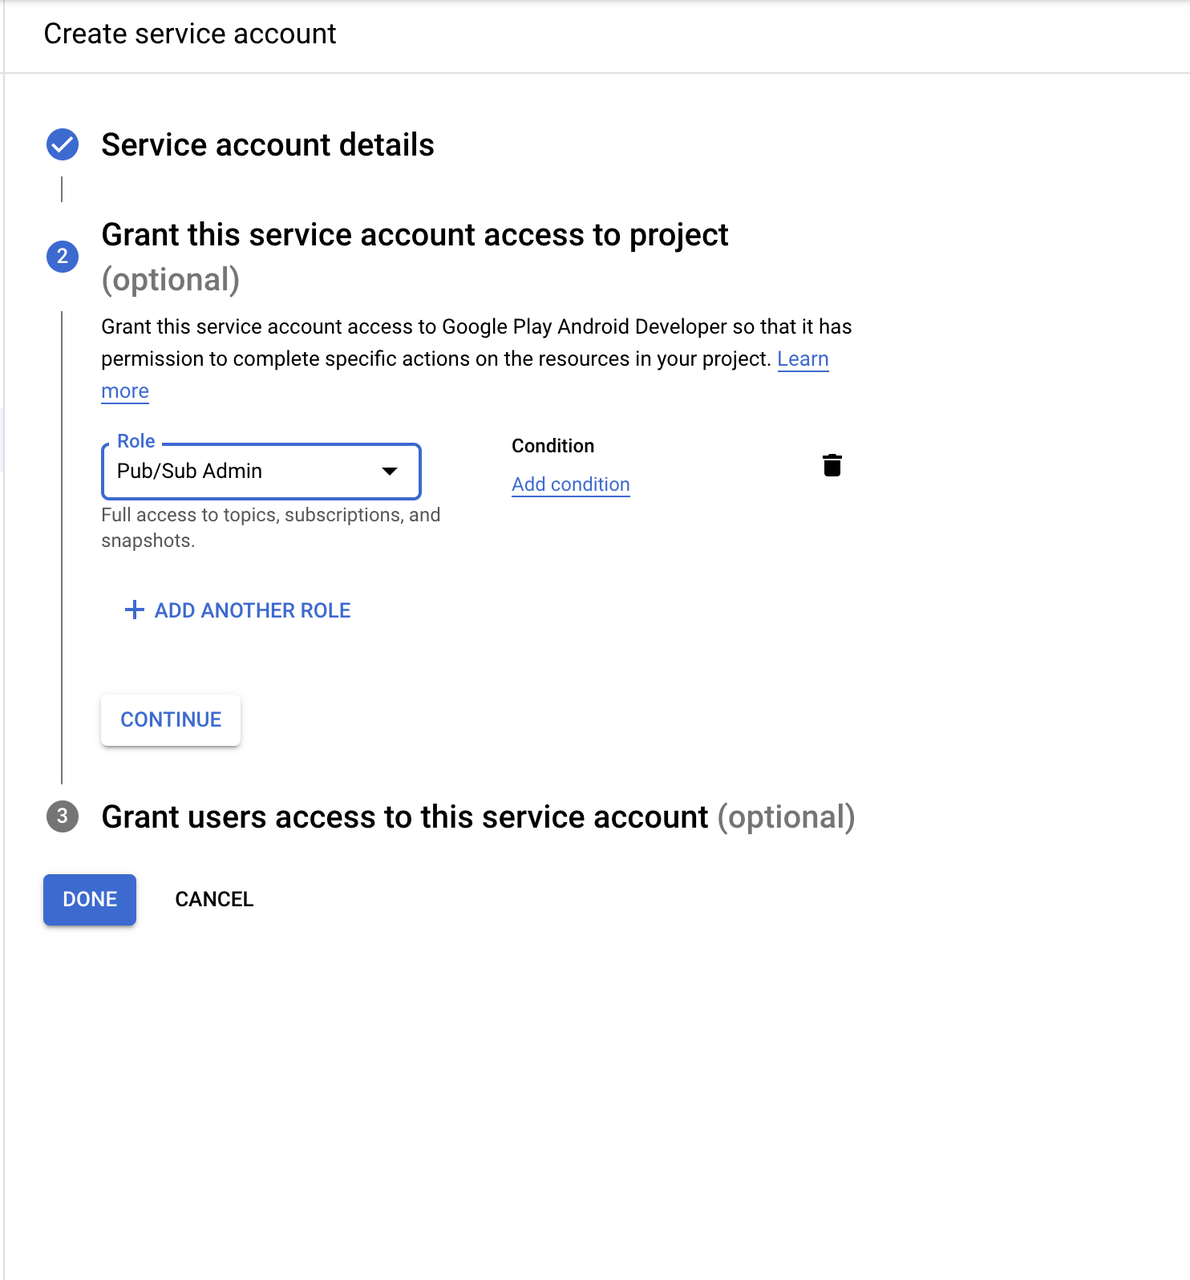 Create service account
Service account details
2
Grant this service account access to project
(optional)
Grant this service account access to Google Play Android Developer so that it has
permission to complete specific actions on the resources in your project. Learn
more
Role
Pub/Sub Admin
Full access to topics, subscriptions, and
snapshots.
Condition
Add condition
+ ADD ANOTHER ROLE
CONTINUE
3
Grant users access to this service account (optional)
DONE
CANCEL